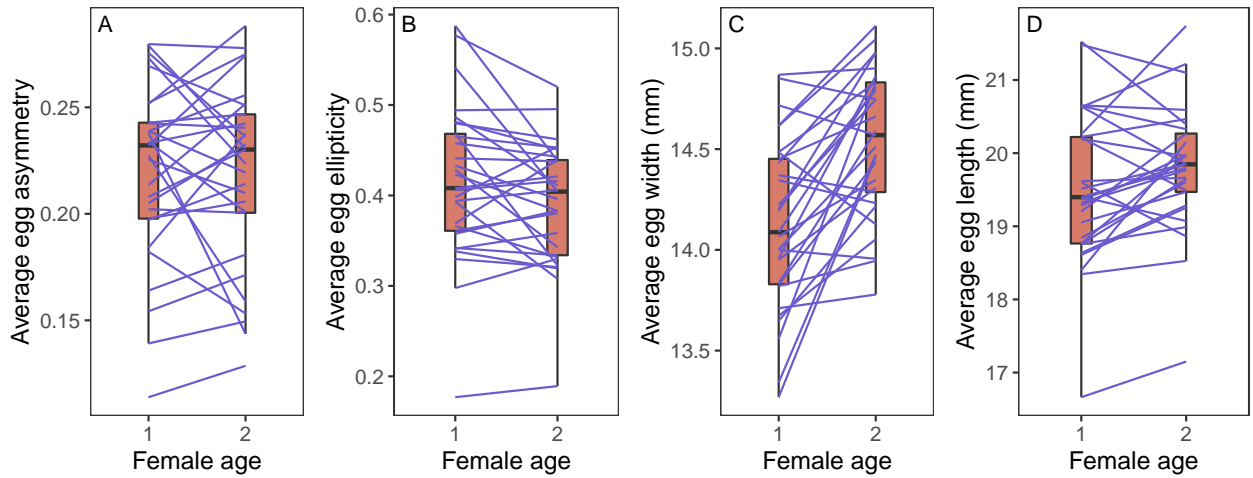 A
Average egg asymmetry
0.25
0.20
0.15
1
2
Female age
B
Average egg ellipticity
0.6
0.5
0.4
0.3
0.2
1
2
Female age
C
Average egg width (mm)
15.0
14.5
14.0
13.5
1
2
Female age
D
Average egg length (mm)
21
20
19
18
17
1
2
Female age